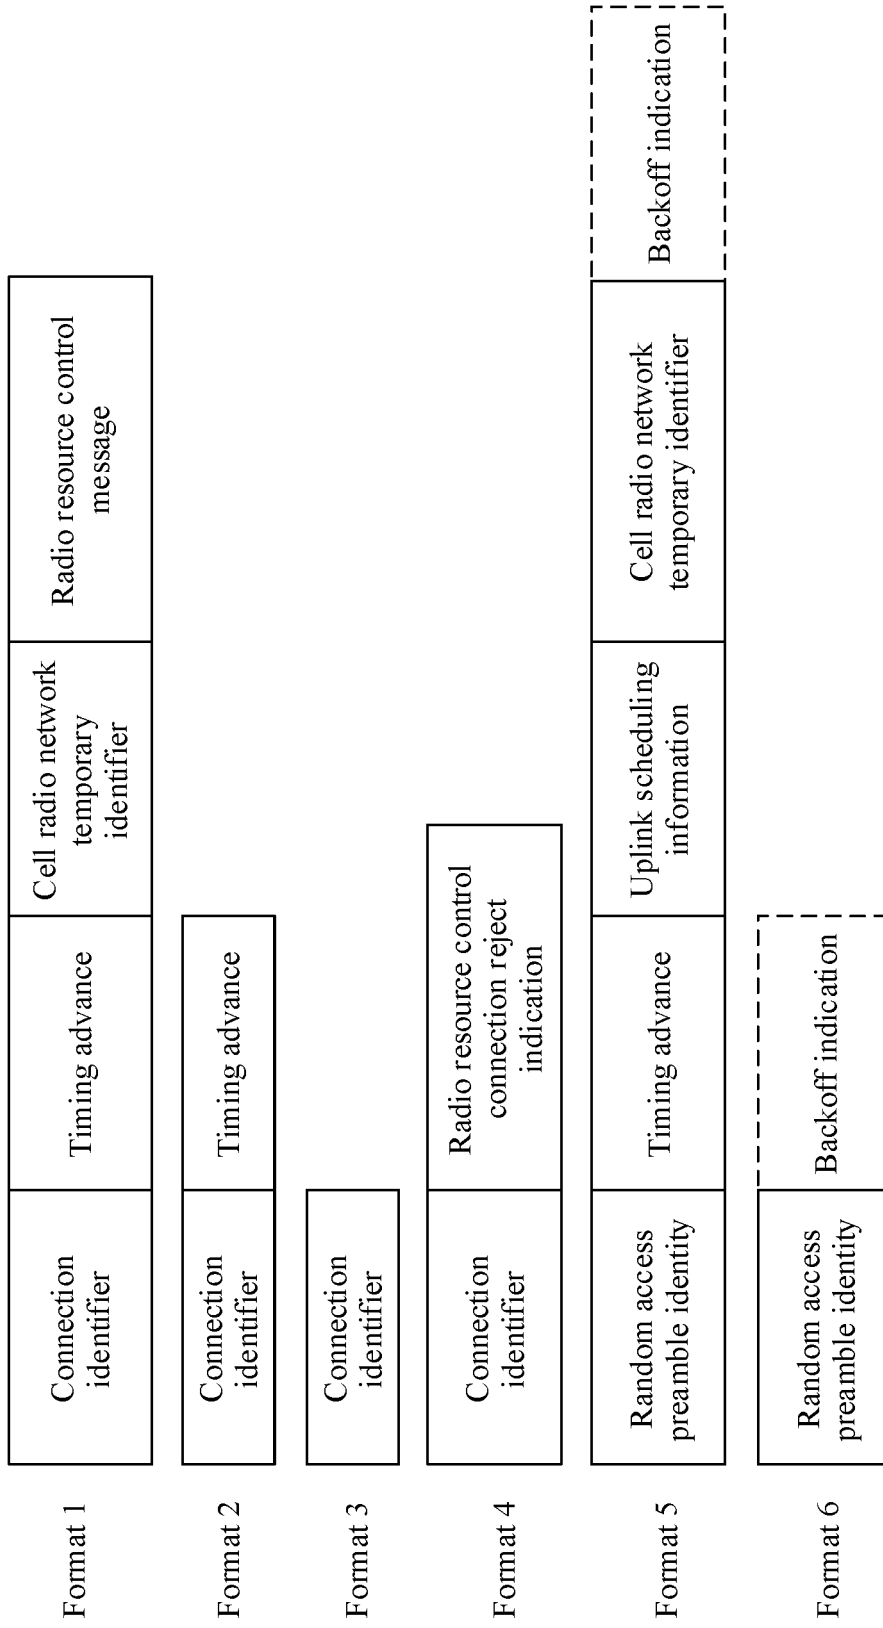 Format 1
Connection
identifier
Timing advance
Cell radio network
temporary
identifier
Radio resource control
message
Format 2
Connection
identifier
Timing advance
Format 3
Connection
identifier
Format 4
Connection
identifier
Radio resource control
connection reject
indication
Format 5
Random access
preamble identity
Timing advance
Uplink scheduling
information
Cell radio network
temporary identifier
Backoff indication
Format 6
Random access
preamble identity
Backoff indication